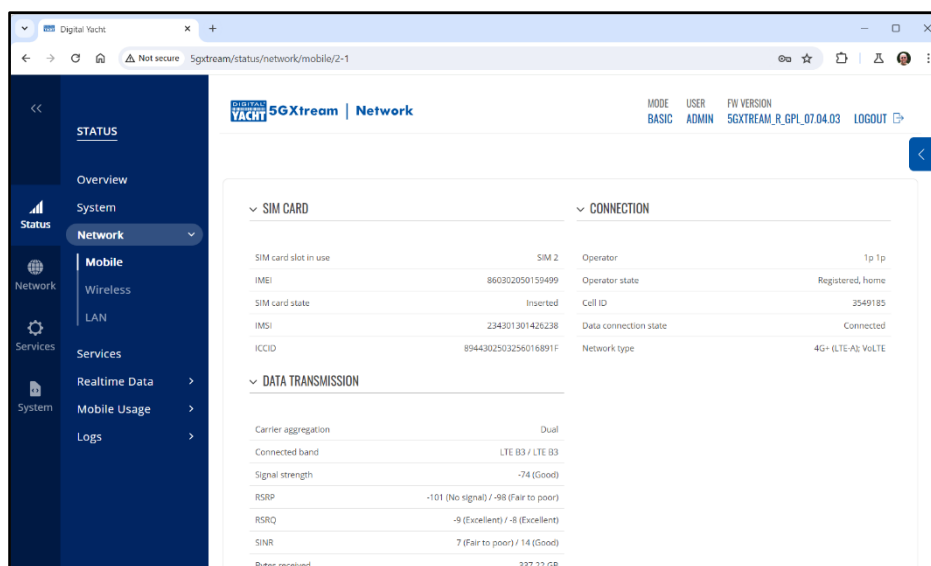 Digital Yacht
Not secure 5gxtream/status/network/mobile/2-1
DIGITAL YACHT 5GXtream | Network
MODE USER FW VERSION
BASIC ADMIN 5GXTREAM_R_GPL_07.04.03 LOGOUT
STATUS
Overview
System
Network
Mobile
Wireless
LAN
Services
Realtime Data
Mobile Usage
Logs
Status
Network
Services
System
SIM CARD
SIM card slot in use SIM 2
IMEI 860302050159499
SIM card state Inserted
IMSI 234301301426238
ICCID 8944302503256016891F
CONNECTION
Operator 1p 1p
Operator state Registered, home
Cell ID 3549185
Data connection state Connected
Network type 4G+ (LTE-A); VoLTE
DATA TRANSMISSION
Carrier aggregation Dual
Connected band LTE B3 / LTE B3
Signal strength -74 (Good)
RSRP -101 (No signal) / -98 (Fair to poor)
RSRQ -9 (Excellent) / -8 (Excellent)
SINR 7 (Fair to poor) / 14 (Good)
Bytes received 337.22 GB